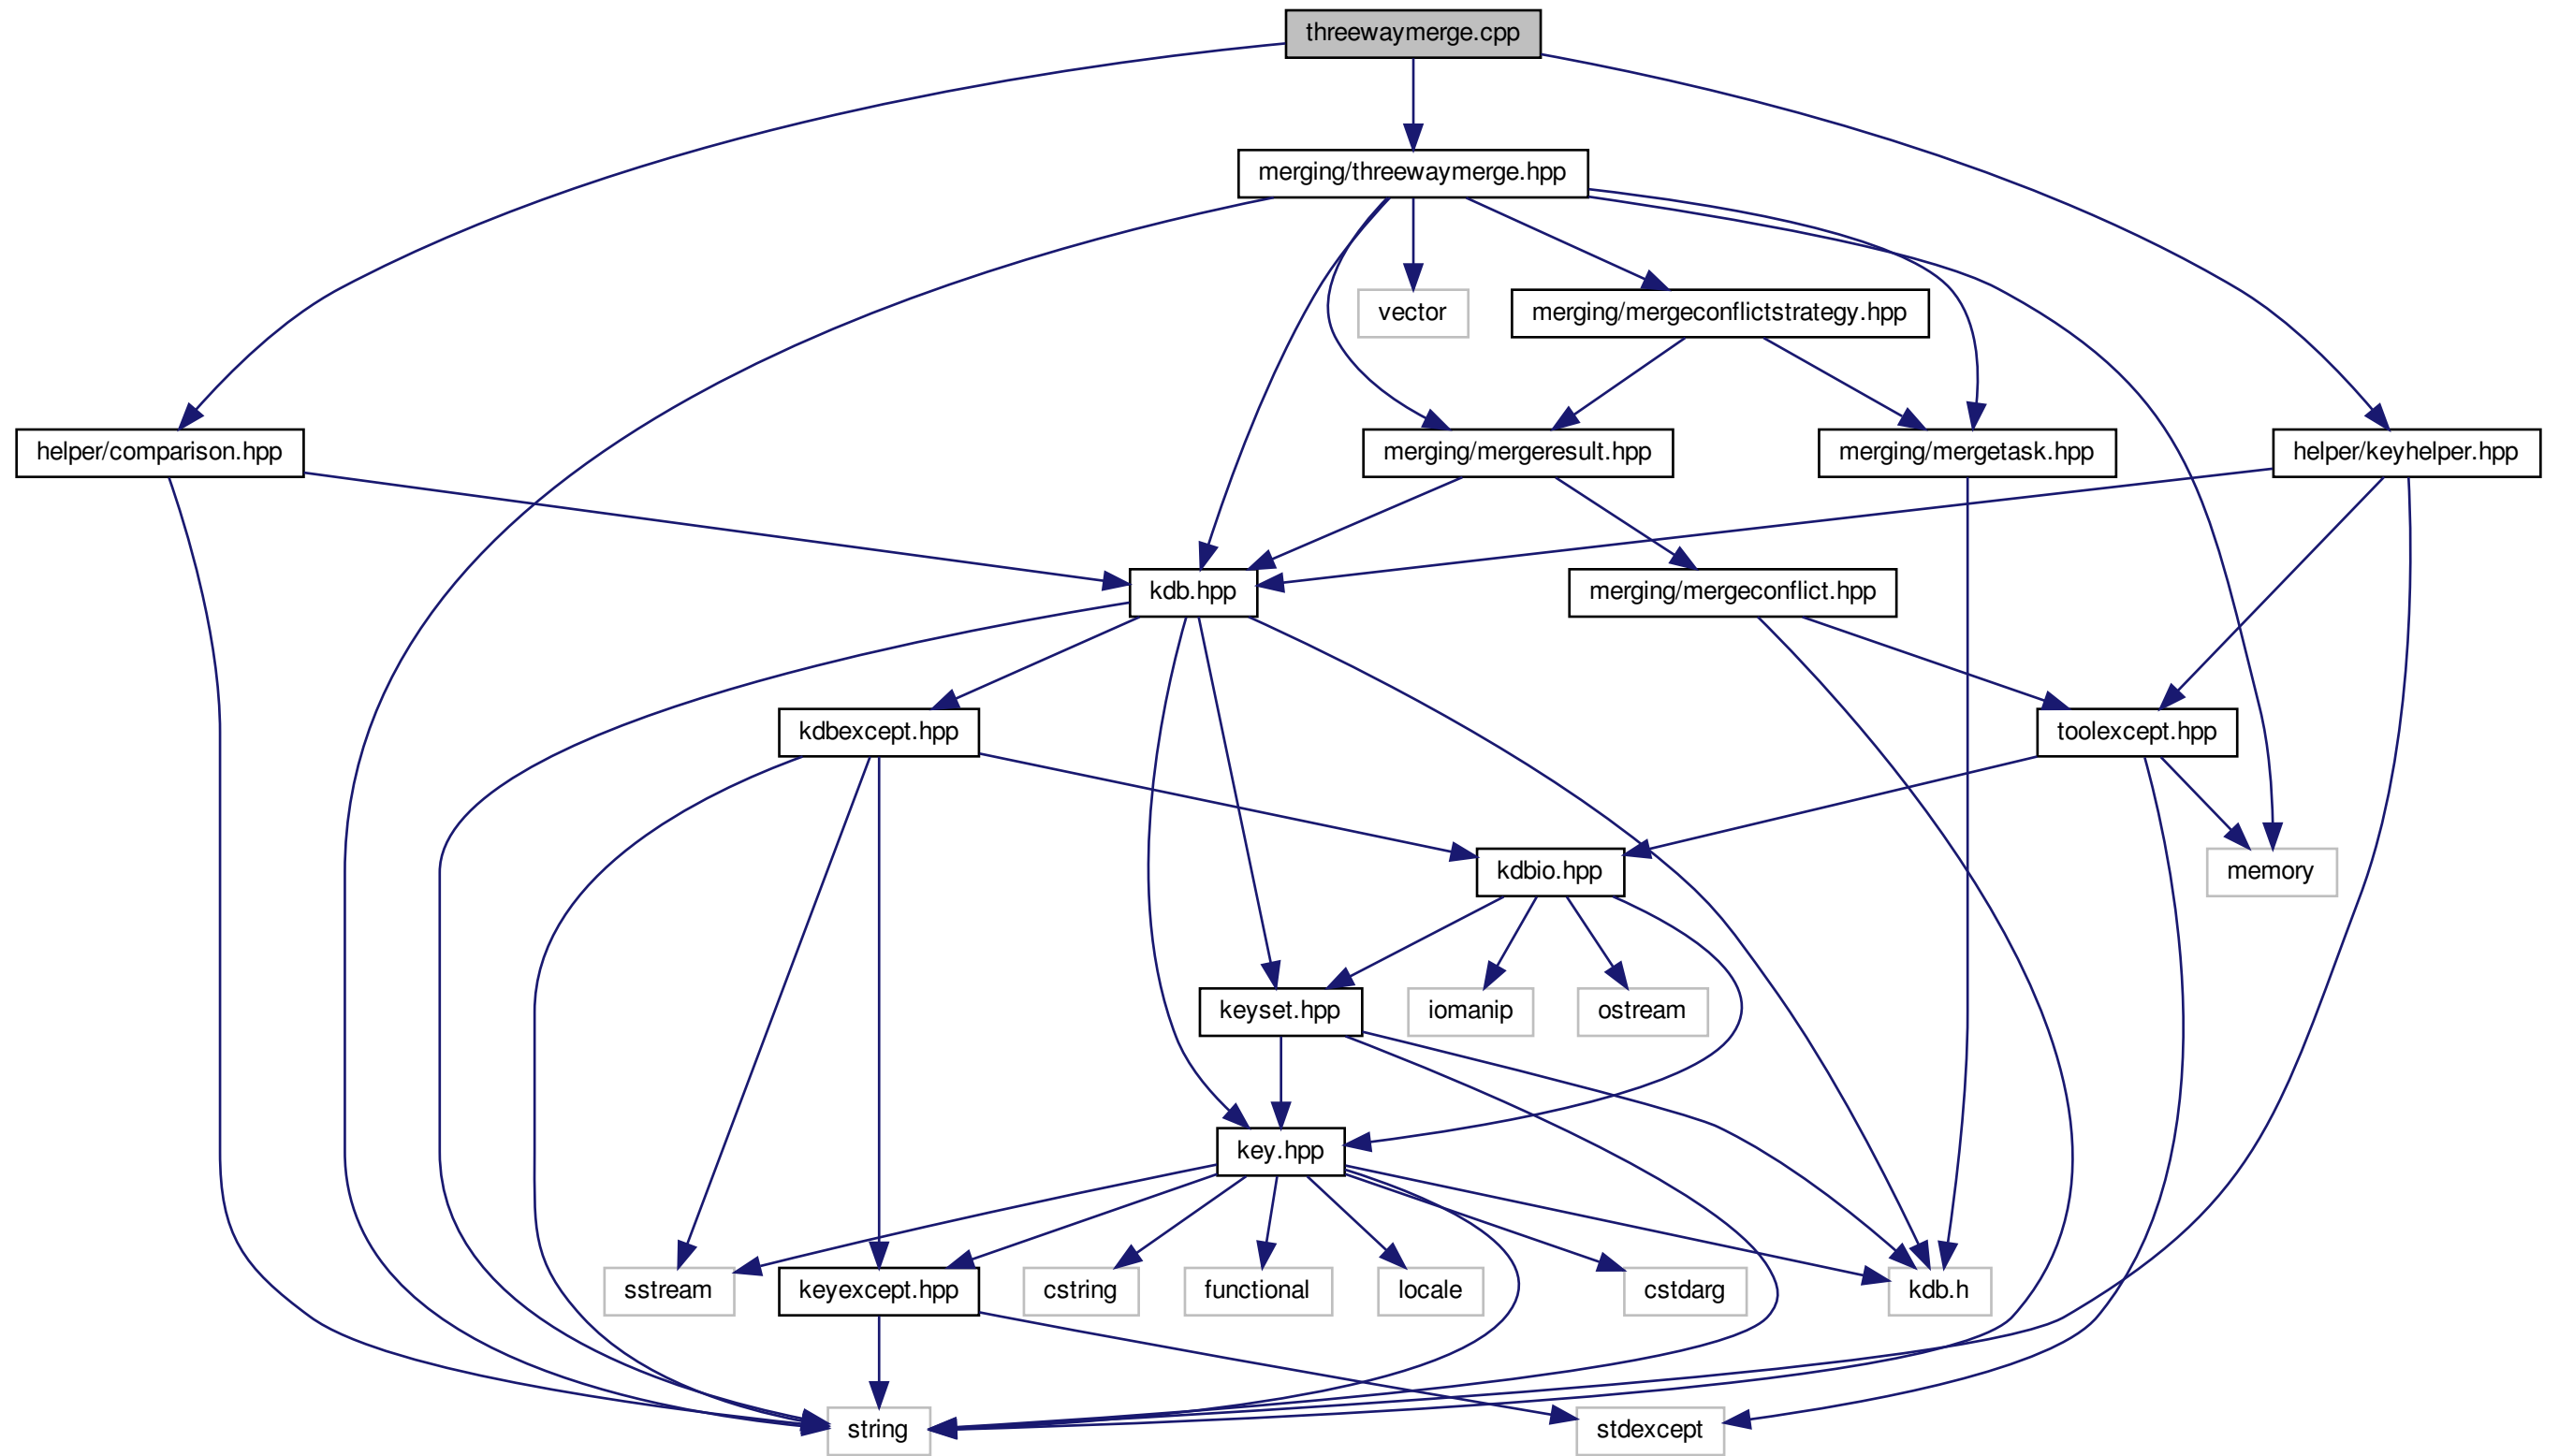 threewaymerge.cpp
merging/threewaymerge.hpp
vector
merging/mergeconflictstrategy.hpp
helper/comparison.hpp
merging/mergeresult.hpp
merging/mergetask.hpp
helper/keyhelper.hpp
kdb.hpp
merging/mergeconflict.hpp
kdbexcept.hpp
toolexcept.hpp
kdbio.hpp
memory
keyset.hpp
iomanip
ostream
key.hpp
sstream
keyexcept.hpp
cstring
functional
locale
cstdarg
kdb.h
string
stdexcept